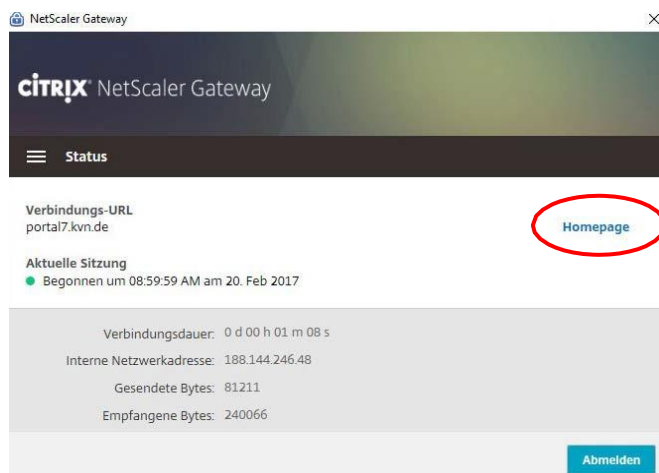 NetScaler Gateway
CİTRIX NetScaler Gateway
Status
Verbindungs-URL
portal7.kvn.de
Homepage
Aktuelle Sitzung
Begonnen um 08:59:59 AM am 20. Feb 2017
Verbindungsdauer: 0 d 00 h 01 m 08 s
Interne Netzwerkadresse: 188.144.246.48
Gesendete Bytes: 81211
Empfangene Bytes: 240066
Abmelden